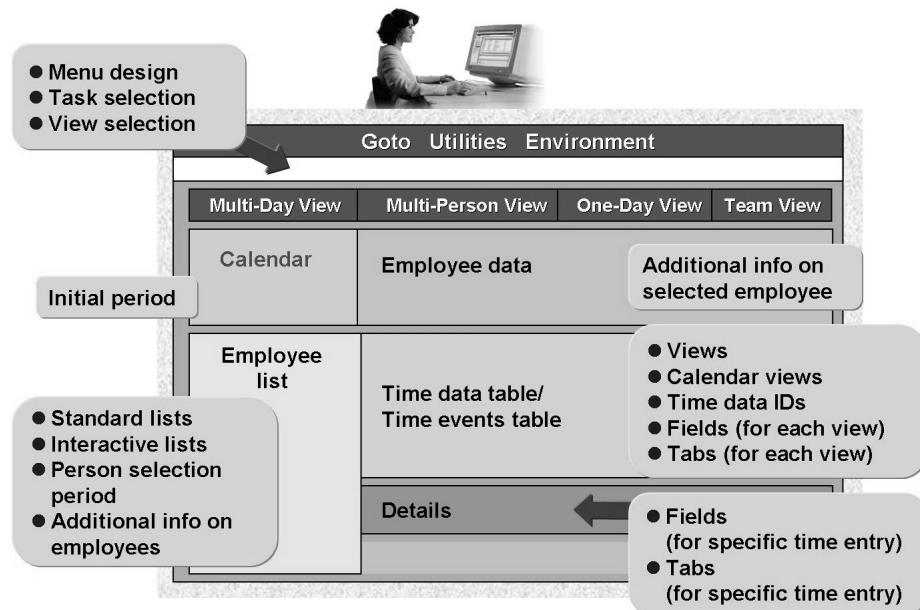 Menu design
Task selection
View selection
Goto Utilities Environment
Multi-Day View Multi-Person View One-Day View Team View
Calendar
Employee data
Additional info on
selected employee
Initial period
Employee
list
Time data table/
Time events table
Views
Calendar views
Time data IDs
Fields (for each view)
Tabs (for each view)
Standard lists
Interactive lists
Person selection
period
Additional info on
employees
Details
Fields
(for specific time entry)
Tabs
(for specific time entry)